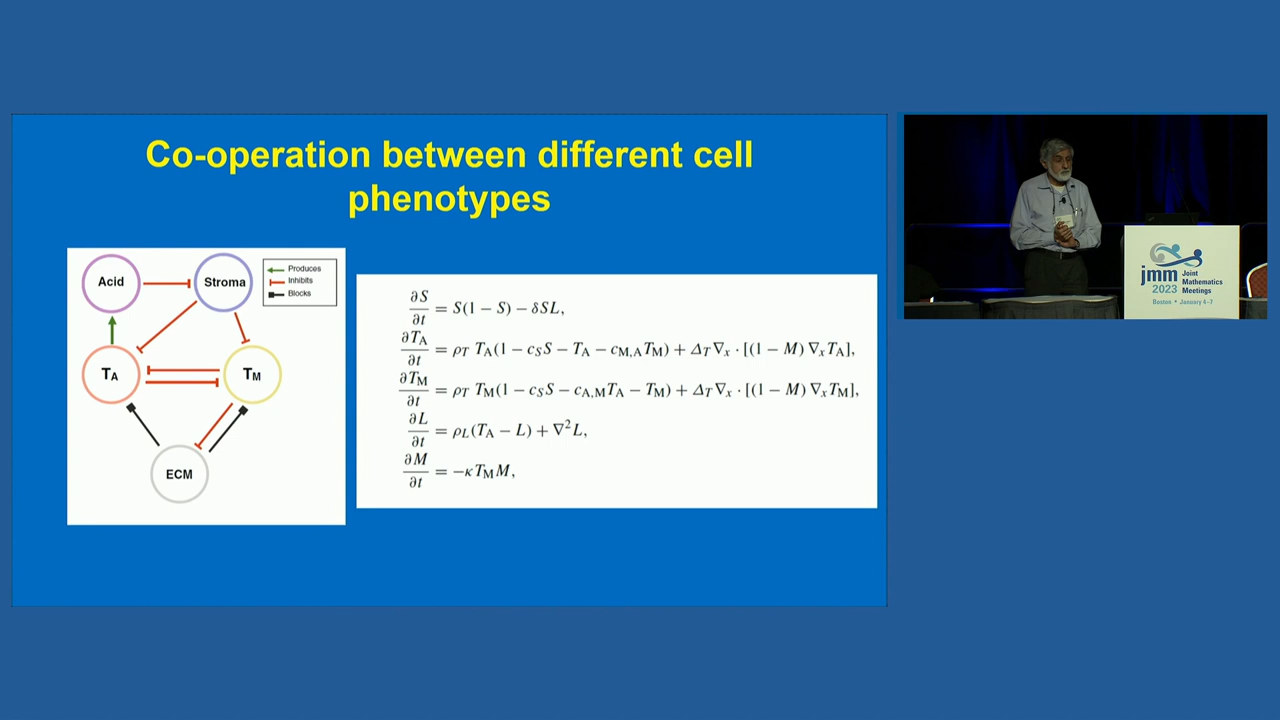 Co-operation between different cell
phenotypes
Acid
Stroma
Produces
Inhibits
Blocks
T_A
T_M
ECM
∂S/∂t = S(1 − S) − δSL,
∂T_A/∂t = ρ_T T_A(1 − c_S S − T_A − c_{M,A} T_M) + Δ_T ∇_x · [(1 − M) ∇_x T_A],
∂T_M/∂t = ρ_T T_M(1 − c_S S − c_{A,M} T_A − T_M) + Δ_T ∇_x · [(1 − M) ∇_x T_M],
∂L/∂t = ρ_L(T_A − L) + ∇²L,
∂M/∂t = −κ T_M M,
jmm
2023
Joint
Mathematics
Meetings
Boston • January 4–7